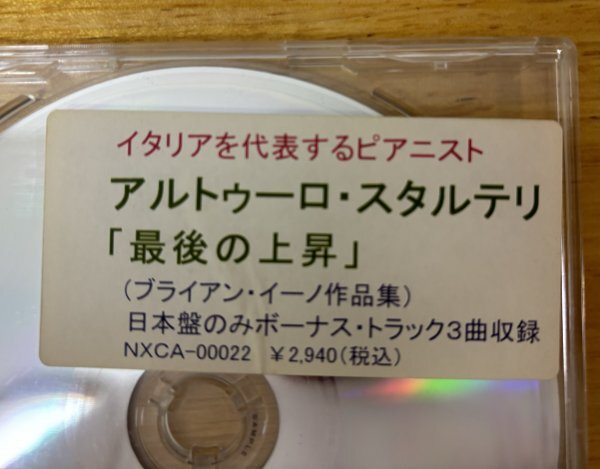 イタリアを代表するピアニスト
アルトゥーロ・スタルテリ
「最後の上昇」
(ブライアン・イーノ作品集)
日本盤のみボーナス・トラック3曲収録
NXCA-00022 ￥2,940(税込)
SAMPLE